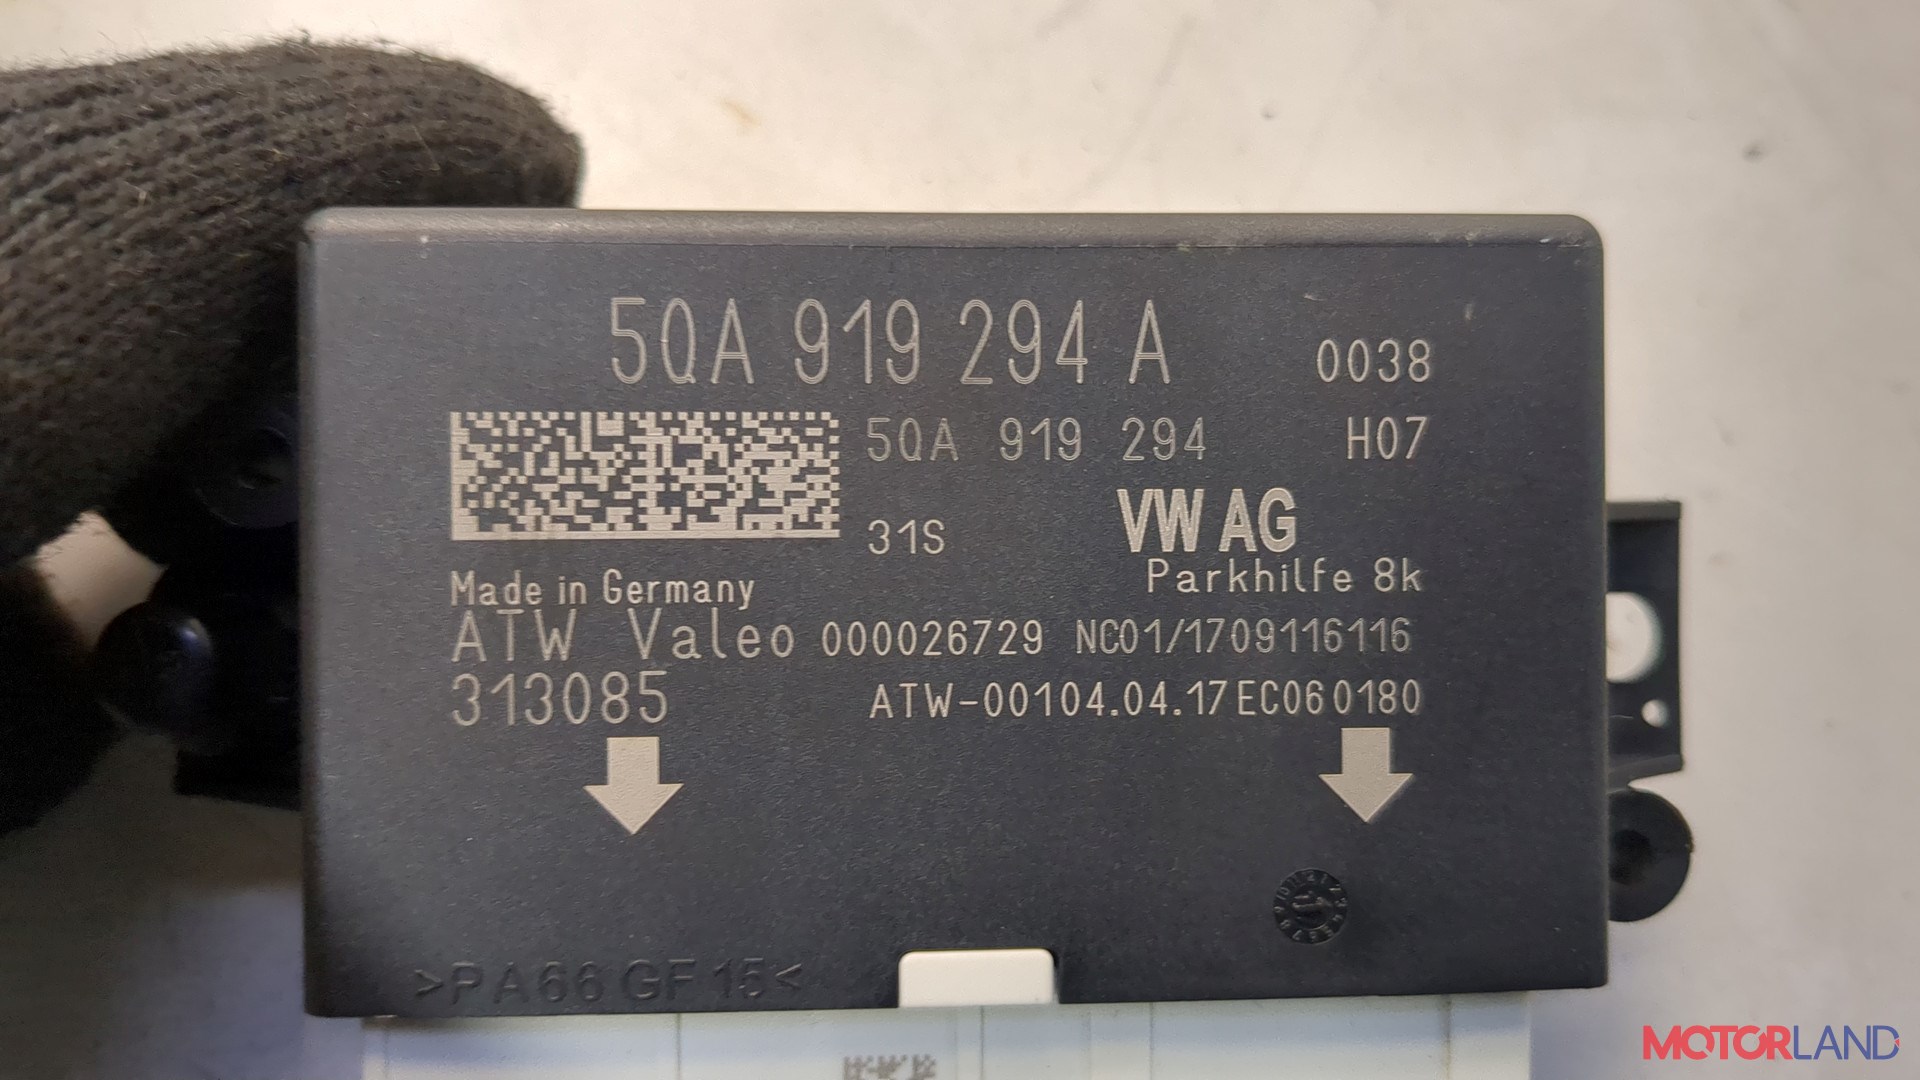 5QA 919 294 A 0038
5QA 919 294 H07
31S VW AG
Parkhilfe 8k
Made in Germany
ATW Valeo 000026729 NC01/1709116116
313085 ATW-00104.04.17EC060180
>PA66 GF15<
MOTORLAND